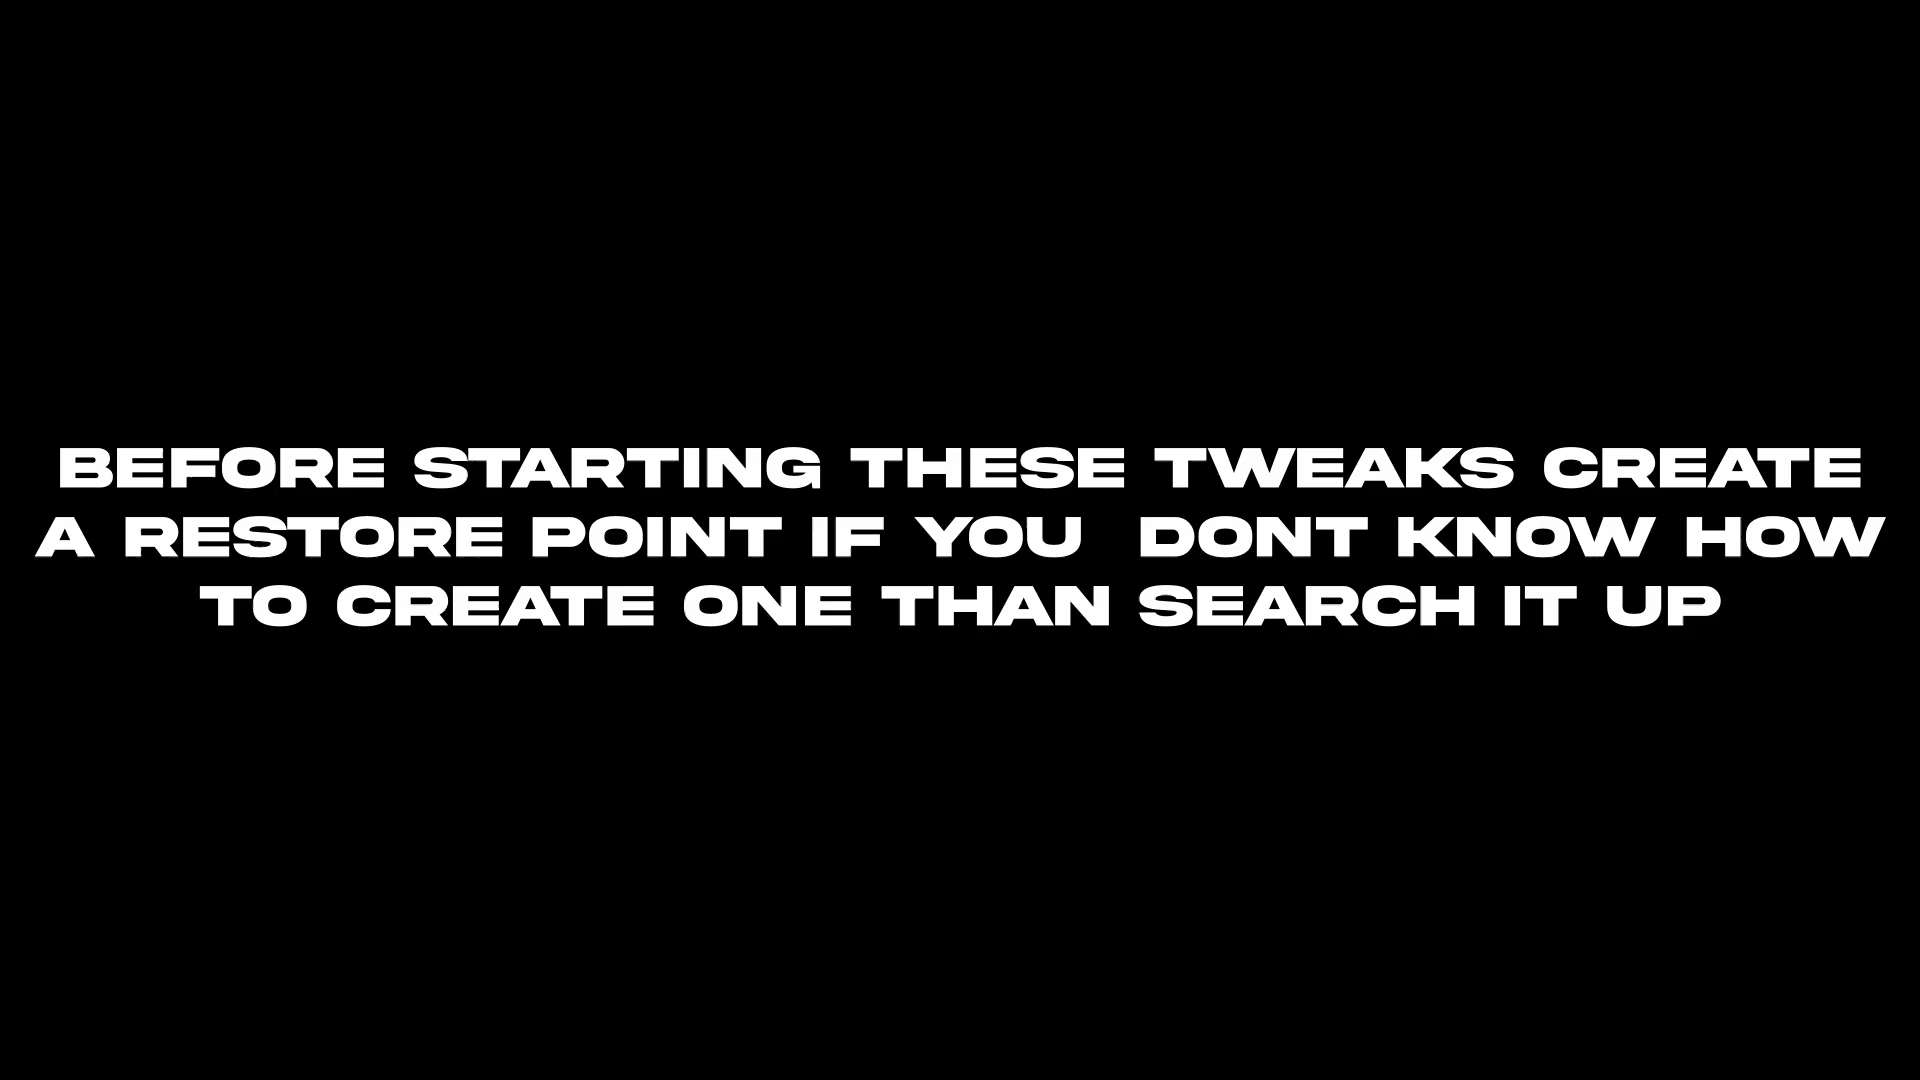 BEFORE STARTING THESE TWEAKS CREATE
A RESTORE POINT IF YOU  DONT KNOW HOW
TO CREATE ONE THAN SEARCH IT UP